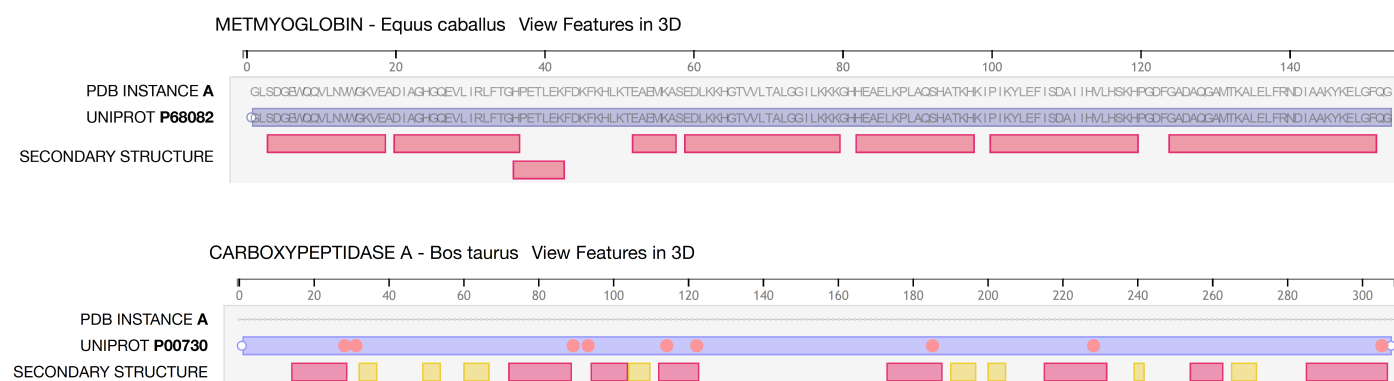 METMYOGLOBIN - Equus caballus View Features in 3D
0 20 40 60 80 100 120 140
PDB INSTANCE A GLSDGEWQQVLNVWGKVEADIAGHGQEVLIRLFTGHPETLEKFDKFKHLKTEAEMKASEDLKKHGTVVLTALGGILKKKGHHEAELKPLAQSHATKHKIPIKYLEFISDAIIHVLHSKHPGDFGADAQGAMTKALELFRNDIAAKYKELGFQG
UNIPROT P68082 GLSDGEWQQVLNVWGKVEADIAGHGQEVLIRLFTGHPETLEKFDKFKHLKTEAEMKASEDLKKHGTVVLTALGGILKKKGHHEAELKPLAQSHATKHKIPIKYLEFISDAIIHVLHSKHPGDFGADAQGAMTKALELFRNDIAAKYKELGFQG
SECONDARY STRUCTURE
CARBOXYPEPTIDASE A - Bos taurus View Features in 3D
0 20 40 60 80 100 120 140 160 180 200 220 240 260 280 300
PDB INSTANCE A
UNIPROT P00730
SECONDARY STRUCTURE